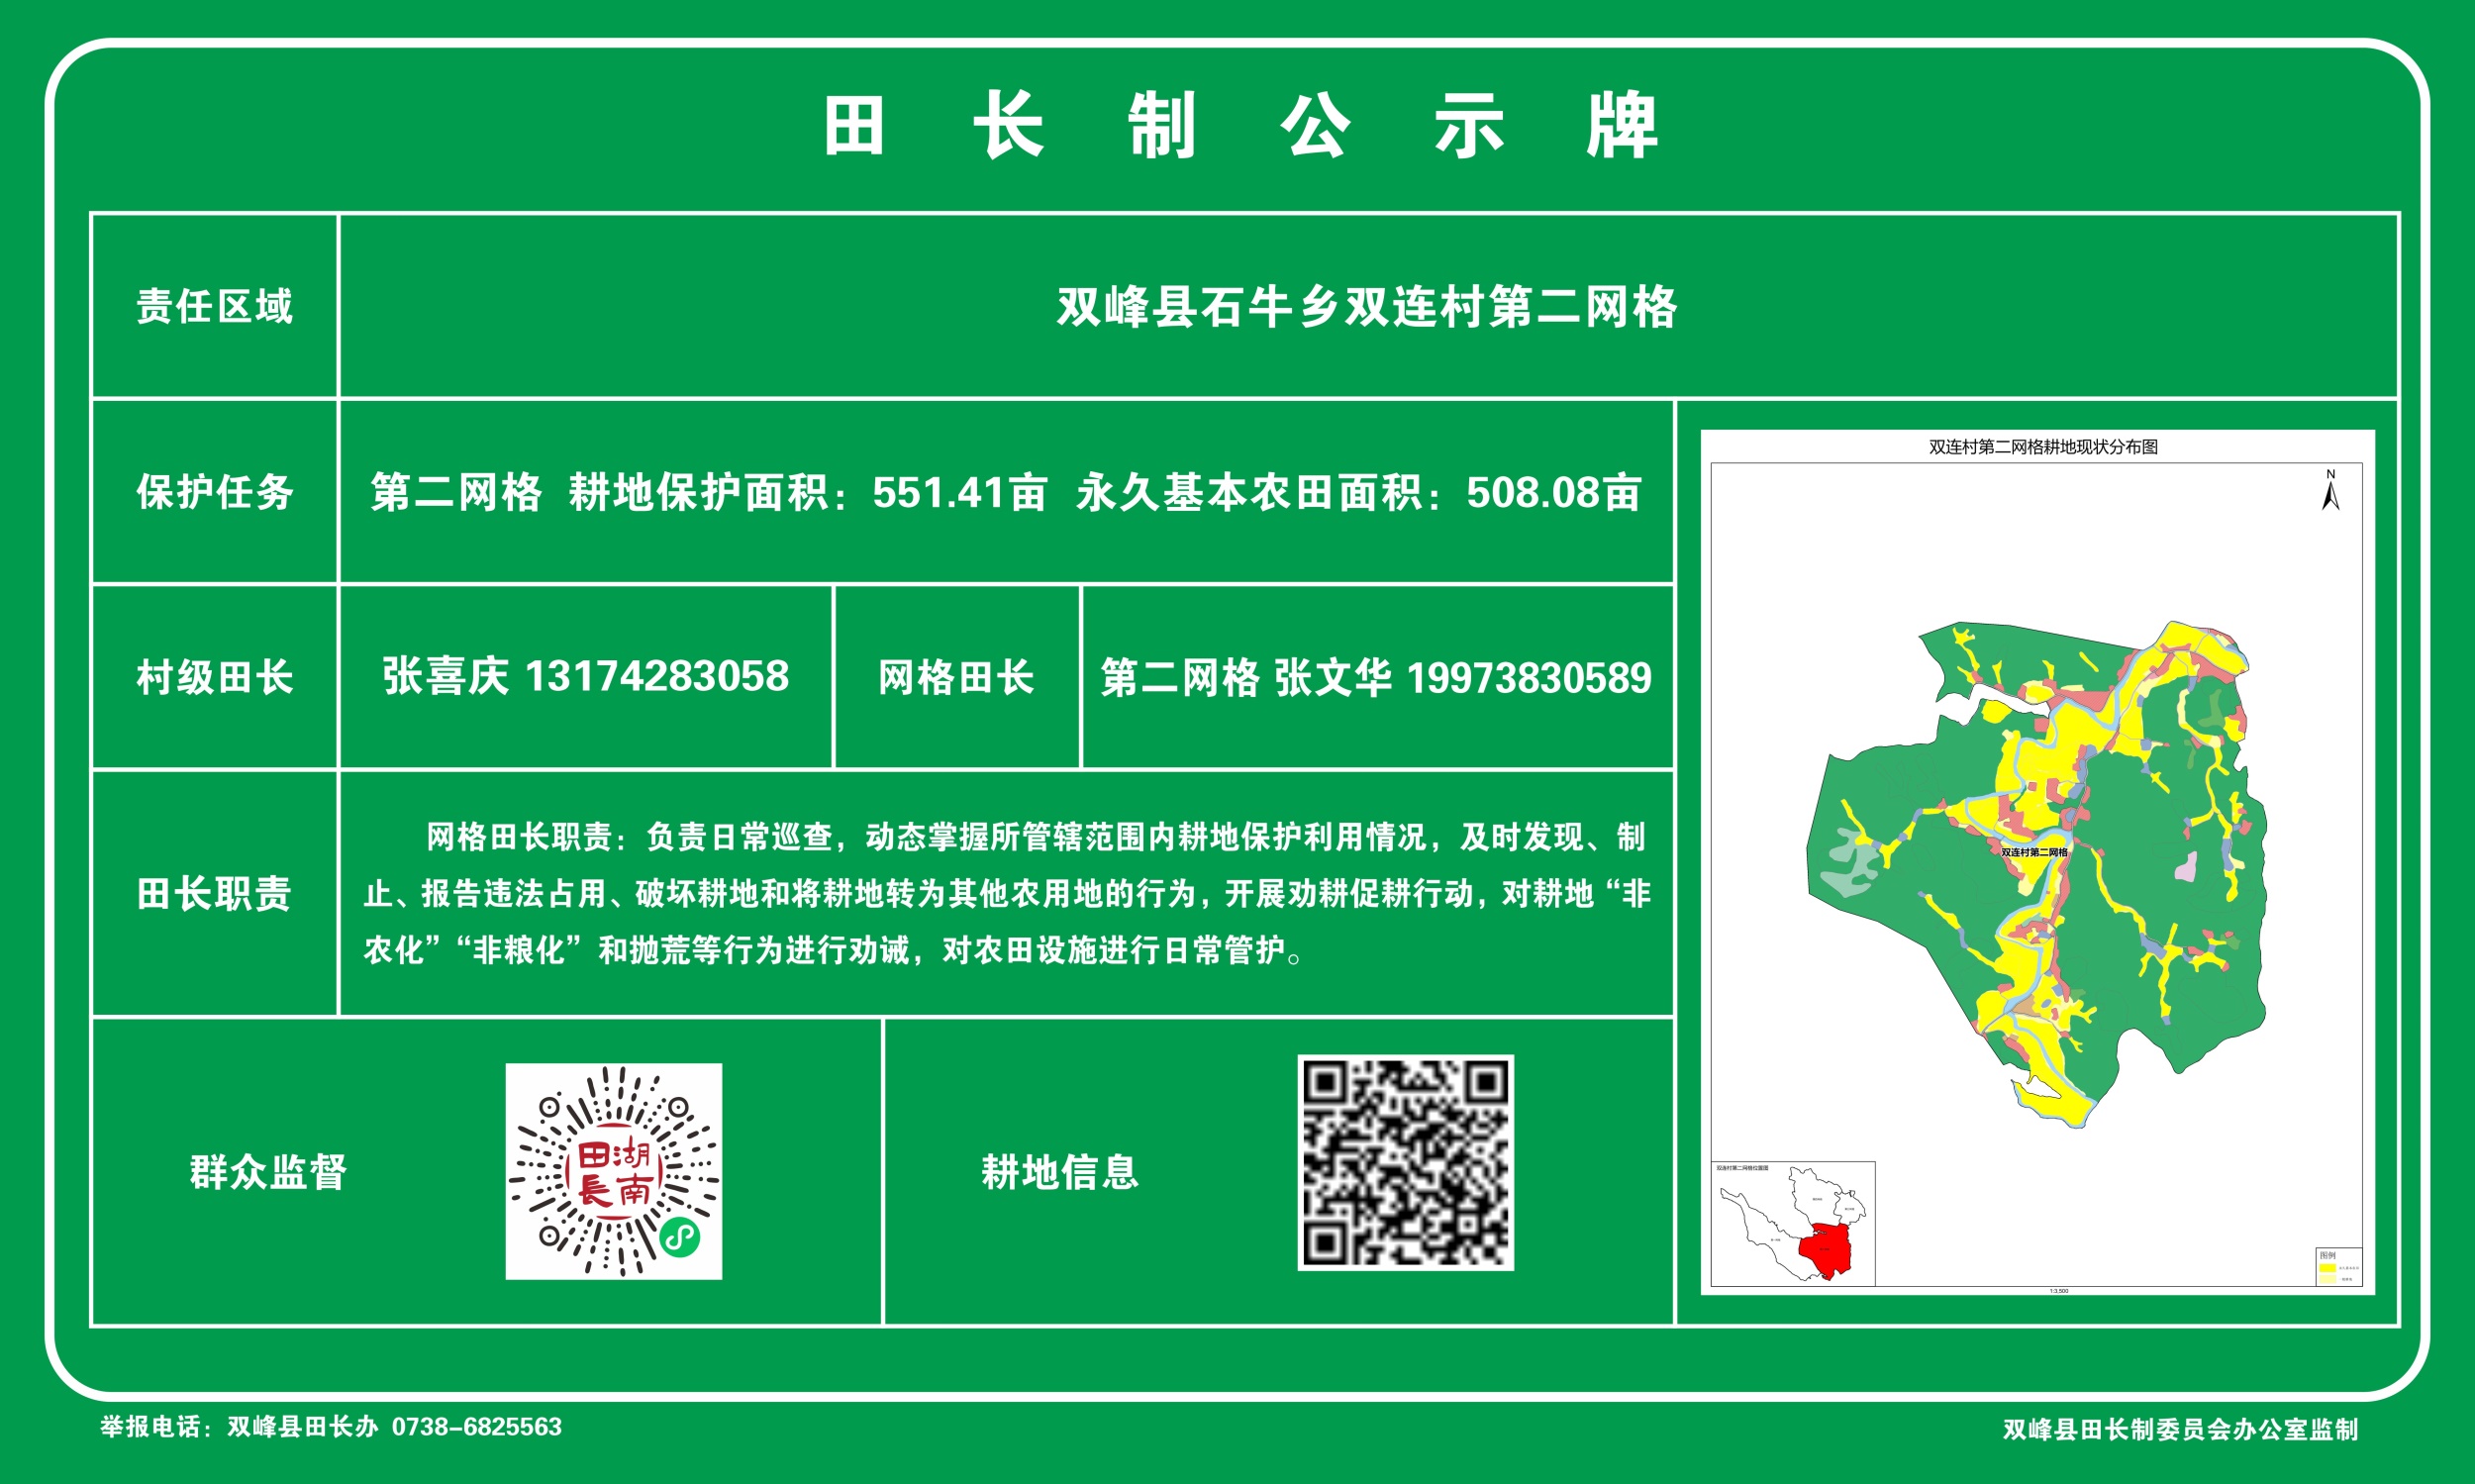 田长制公示牌
责任区域
双峰县石牛乡双连村第二网格
保护任务
第二网格 耕地保护面积：551.41亩 永久基本农田面积：508.08亩
村级田长
张喜庆 13174283058
网格田长
第二网格 张文华 19973830589
田长职责
网格田长职责：负责日常巡查，动态掌握所管辖范围内耕地保护利用情况，及时发现、制
止、报告违法占用、破坏耕地和将耕地转为其他农用地的行为，开展劝耕促耕行动，对耕地“非
农化”“非粮化”和抛荒等行为进行劝诫，对农田设施进行日常管护。
群众监督
田湖
長南
耕地信息
双连村第二网格耕地现状分布图
N
双连村第二网格
双连村第二网格位置图
图例
1:3,500
举报电话：双峰县田长办 0738-6825563
双峰县田长制委员会办公室监制